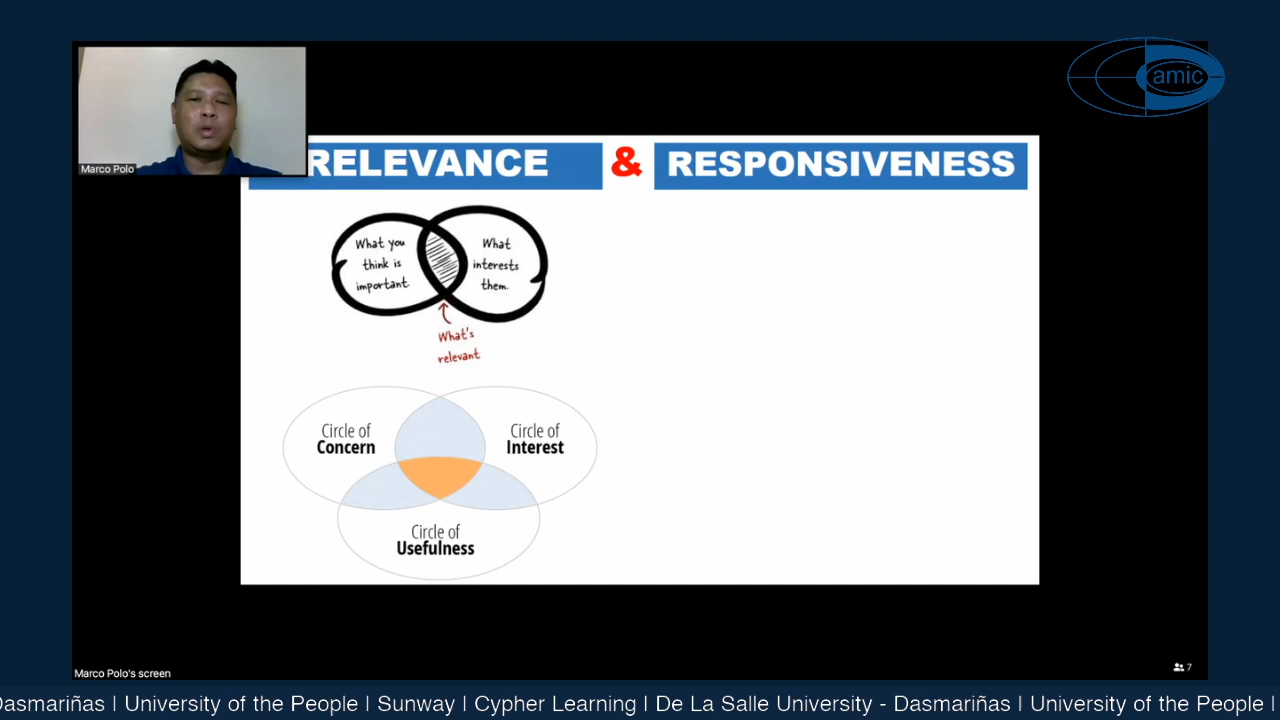 amic
Marco Polo
RELEVANCE & RESPONSIVENESS
What you
think is
important.
What
interests
them.
What's
relevant
Circle of
Concern
Circle of
Interest
Circle of
Usefulness
Marco Polo's screen
7
Dasmariñas | University of the People | Sunway | Cypher Learning | De La Salle University - Dasmariñas | University of the People |